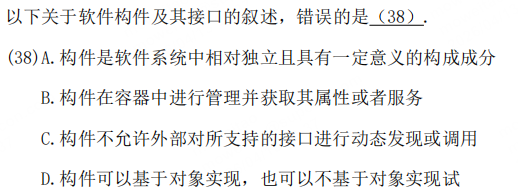 以下关于软件构件及其接口的叙述，错误的是（38）.
(38)A.构件是软件系统中相对独立且具有一定意义的构成成分
B.构件在容器中进行管理并获取其属性或者服务
C.构件不允许外部对所支持的接口进行动态发现或调用
D.构件可以基于对象实现，也可以不基于对象实现试